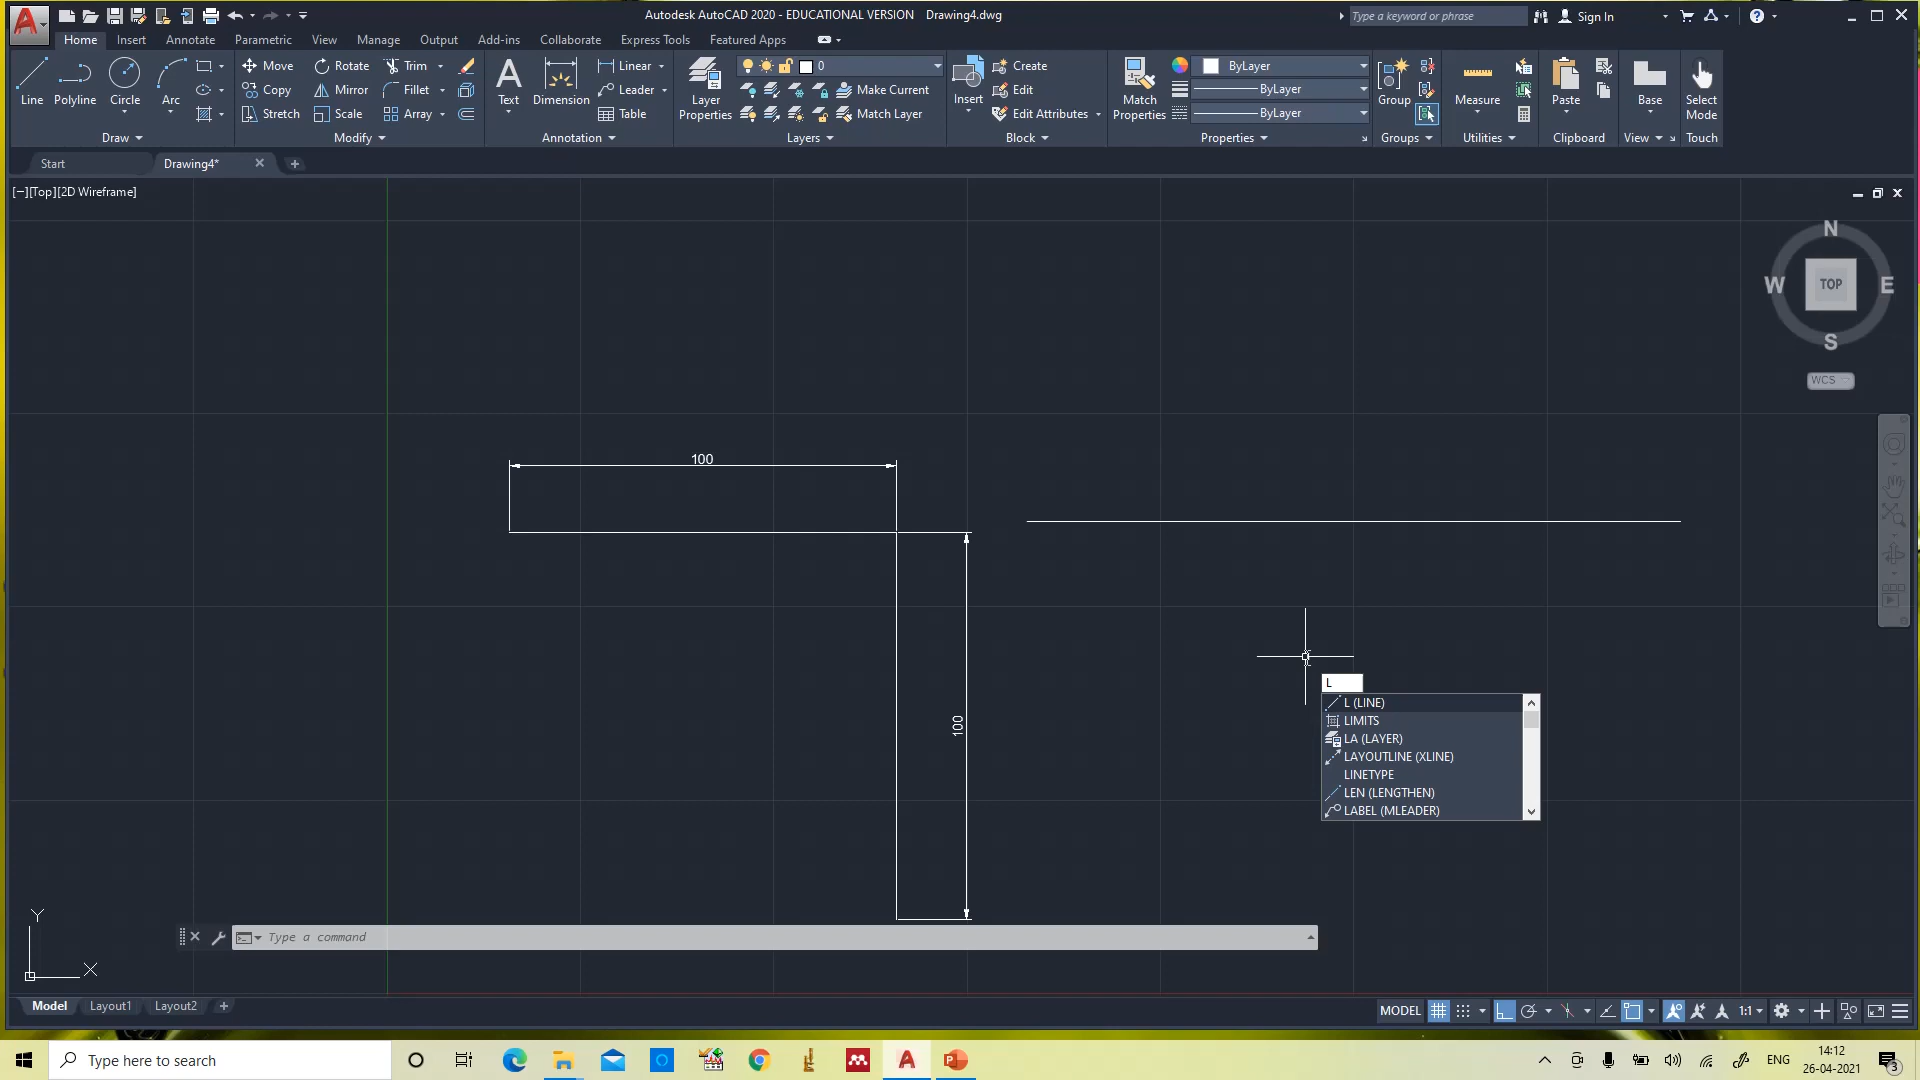 Autodesk AutoCAD 2020 - EDUCATIONAL VERSION Drawing4.dwg
Type a keyword or phrase
Sign In
Home Insert Annotate Parametric View Manage Output Add-ins Collaborate Express Tools Featured Apps
Line Polyline Circle Arc
Draw
Move Rotate Trim
Copy Mirror Fillet
Stretch Scale Array
Modify
Text Dimension
Linear
Leader
Table
Annotation
Layer Properties
0
Make Current
Match Layer
Layers
Insert
Create
Edit
Edit Attributes
Block
Match Properties
ByLayer
ByLayer
ByLayer
Properties
Group
Groups
Measure
Utilities
Paste
Clipboard
Base
View
Select Mode
Touch
Start
Drawing4*
[−][Top][2D Wireframe]
N
W TOP E
S
WCS
100
100
L
L (LINE)
LIMITS
LA (LAYER)
LAYOUTLINE (XLINE)
LINETYPE
LEN (LENGTHEN)
LABEL (MLEADER)
Y
X
Type a command
Model Layout1 Layout2
MODEL
1:1
Type here to search
ENG
14:12
26-04-2021
3